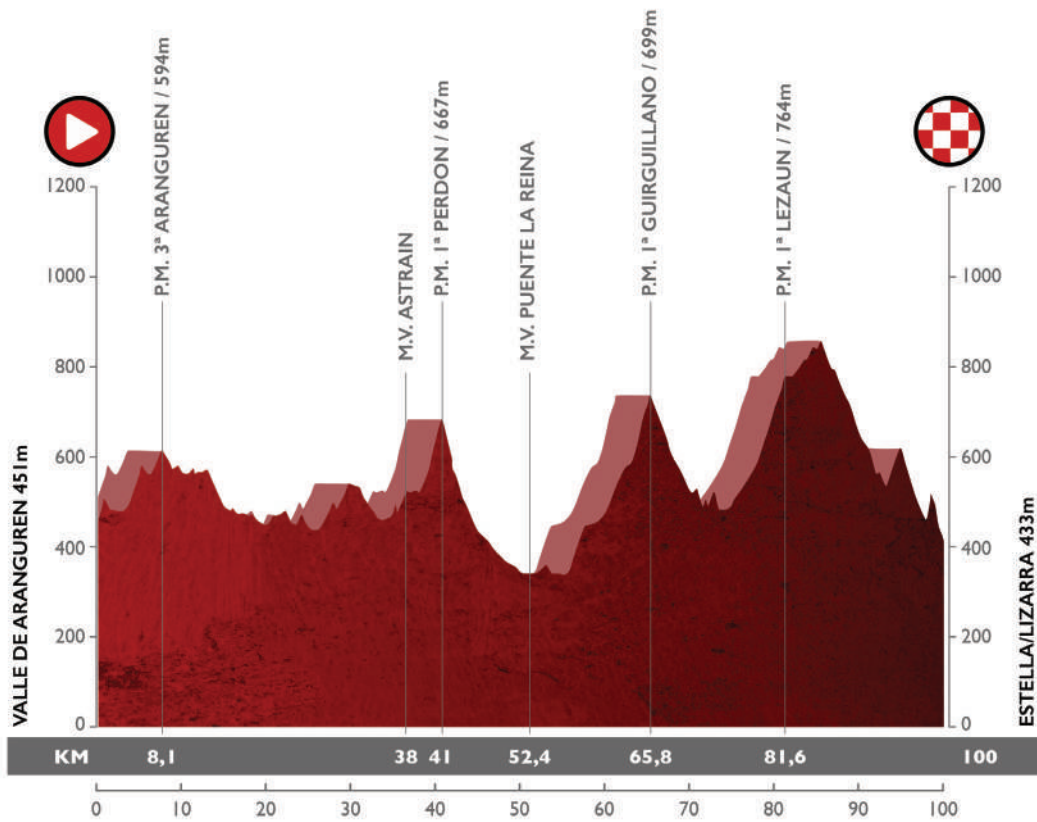 P.M. 3ª ARANGUREN / 594m
M.V. ASTRAIN
P.M. 1ª PERDON / 667m
M.V. PUENTE LA REINA
P.M. 1ª GUIRGUILLANO / 699m
P.M. 1ª LEZAUN / 764m
VALLE DE ARANGUREN 451m
1200
1000
800
600
400
200
0
1200
1000
800
600
400
200
0
ESTELLA/LIZARRA 433m
KM 8,1 38 41 52,4 65,8 81,6 100
0 10 20 30 40 50 60 70 80 90 100